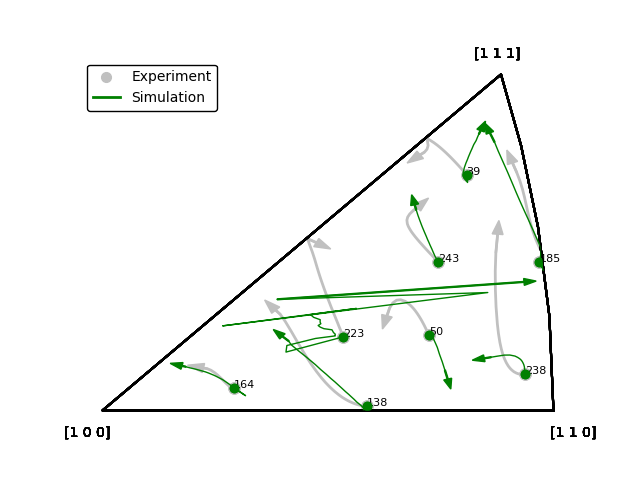 [1 1 1]
Experiment
Simulation
39
243
185
223
50
238
164
138
[1 0 0]
[1 1 0]